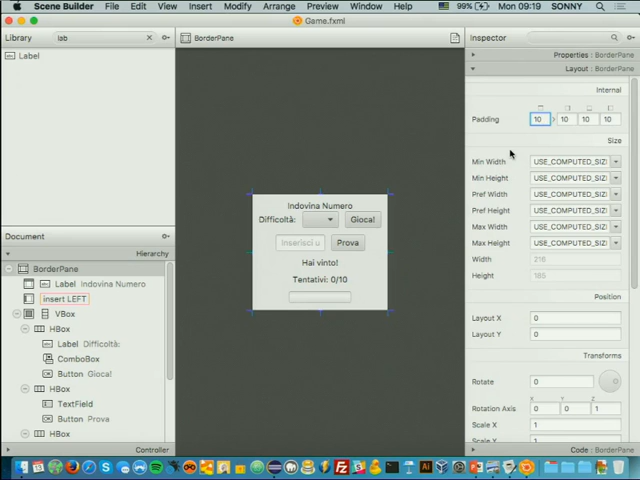 Scene Builder File Edit View Insert Modify Arrange Preview Window Help 99% Mon 09:19 SONNY
Game.fxml
Library lab
Label
BorderPane
Inspector
Properties : BorderPane
Layout : BorderPane
Internal
Padding 10 10 10 10
Size
Min Width USE_COMPUTED_SIZ
Min Height USE_COMPUTED_SIZ
Pref Width USE_COMPUTED_SIZ
Pref Height USE_COMPUTED_SIZ
Max Width USE_COMPUTED_SIZ
Max Height USE_COMPUTED_SIZ
Width 216
Height 185
Position
Layout X 0
Layout Y 0
Transforms
Rotate 0
X Y Z
Rotation Axis 0 0 1
Scale X 1
Scale Y 1
Code : BorderPane
Indovina Numero
Difficoltà: Gioca!
Inserisci u Prova
Hai vinto!
Tentativi: 0/10
Document
Hierarchy
BorderPane
Label Indovina Numero
insert LEFT
VBox
HBox
Label Difficoltà:
ComboBox
Button Gioca!
HBox
TextField
Button Prova
HBox
Controller